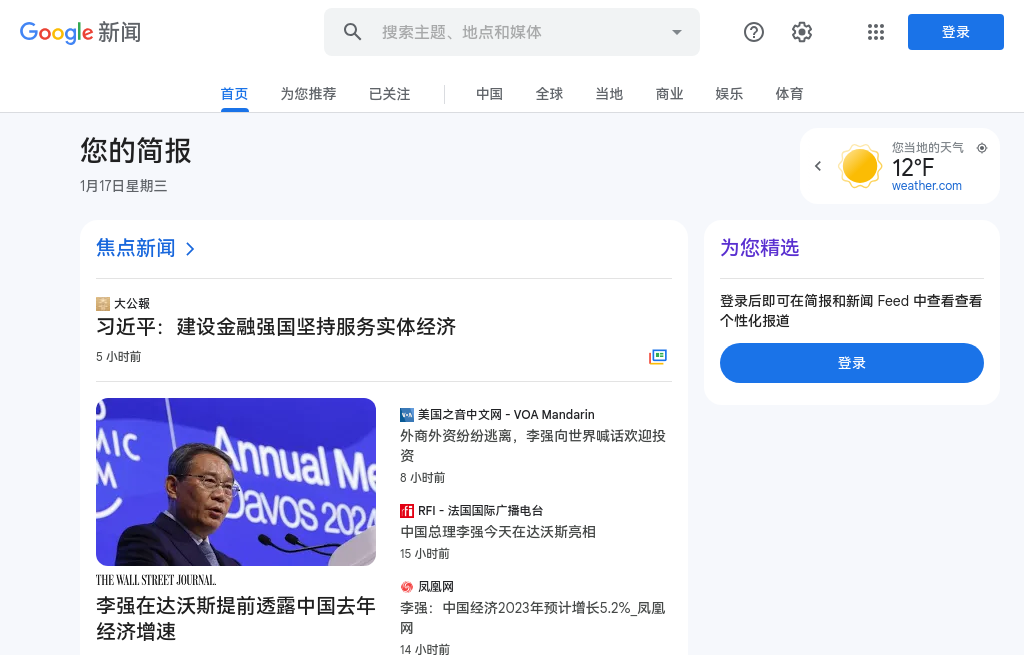 Google 新闻
搜索主题、地点和媒体
登录
首页
为您推荐
已关注
中国
全球
当地
商业
娱乐
体育
您的简报
1月17日星期三
您当地的天气
12°F
weather.com
焦点新闻
大公報
习近平：建设金融强国坚持服务实体经济
5 小时前
Annual Me
DAVOS 2024
THE WALL STREET JOURNAL.
李强在达沃斯提前透露中国去年
经济增速
VOA
美国之音中文网 - VOA Mandarin
外商外资纷纷逃离，李强向世界喊话欢迎投
资
8 小时前
rfi
RFI - 法国国际广播电台
中国总理李强今天在达沃斯亮相
15 小时前
凤凰网
李强：中国经济2023年预计增长5.2%_凤凰
网
14 小时前
为您精选
登录后即可在简报和新闻 Feed 中查看查看
个性化报道
登录